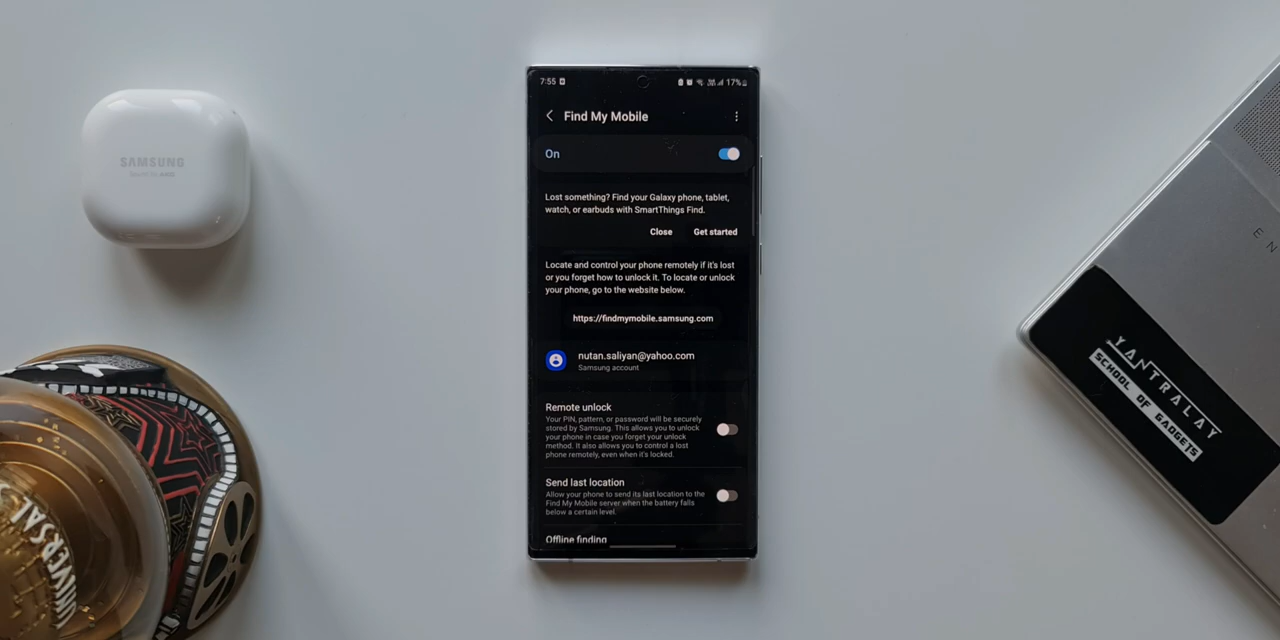 SAMSUNG
7:55
17%
Find My Mobile
On
Lost something? Find your Galaxy phone, tablet,
watch, or earbuds with SmartThings Find.
Close
Get started
Locate and control your phone remotely if it's lost
or you forget how to unlock it. To locate or unlock
your phone, go to the website below.
https://findmymobile.samsung.com
nutan.saliyan@yahoo.com
Samsung account
Remote unlock
Your PIN, pattern, or password will be securely
stored by Samsung. This allows you to unlock
your phone in case you forget your unlock
method. It also allows you to control a lost
phone remotely, even when it's locked.
Send last location
Allow your phone to send its last location to the
Find My Mobile server when the battery falls
below a certain level.
Offline finding
UNIVERSAL
E N
YANTRALAY
SCHOOL OF GADGETS